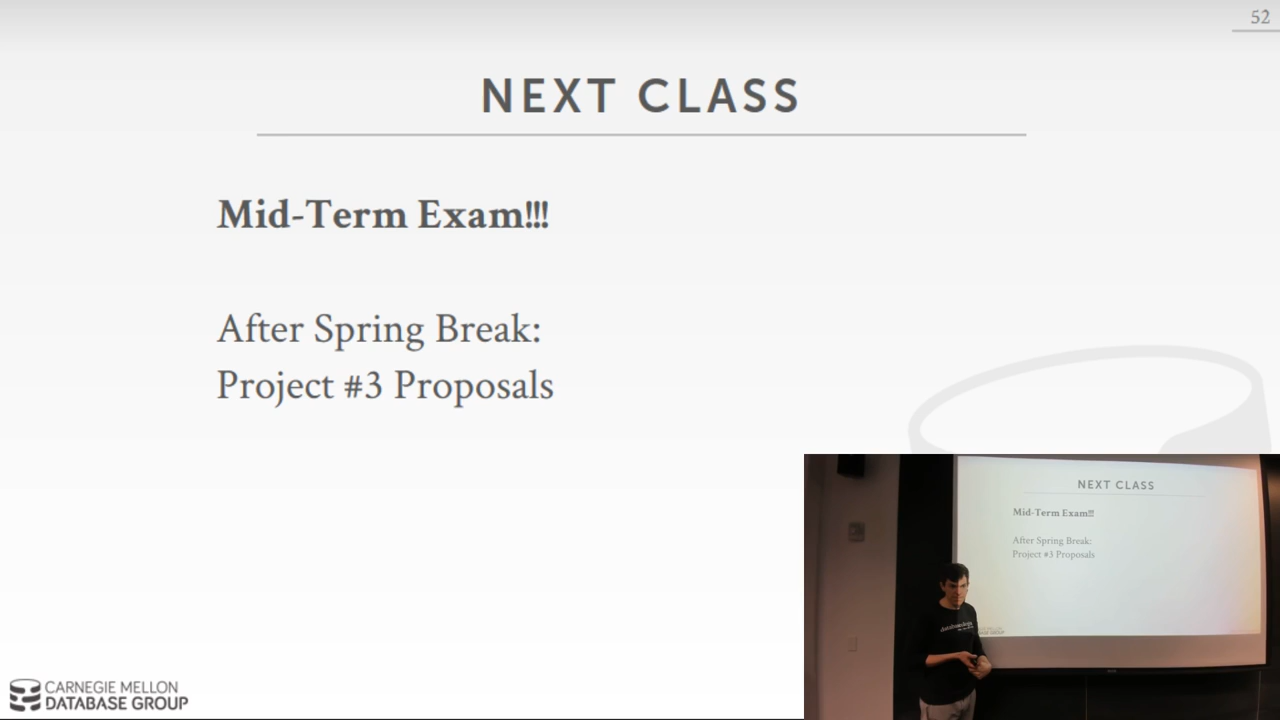 52
NEXT CLASS
Mid-Term Exam!!!
After Spring Break:
Project #3 Proposals
NEXT CLASS
Mid-Term Exam!!!
After Spring Break:
Project #3 Proposals
CARNEGIE MELLON
DATABASE GROUP